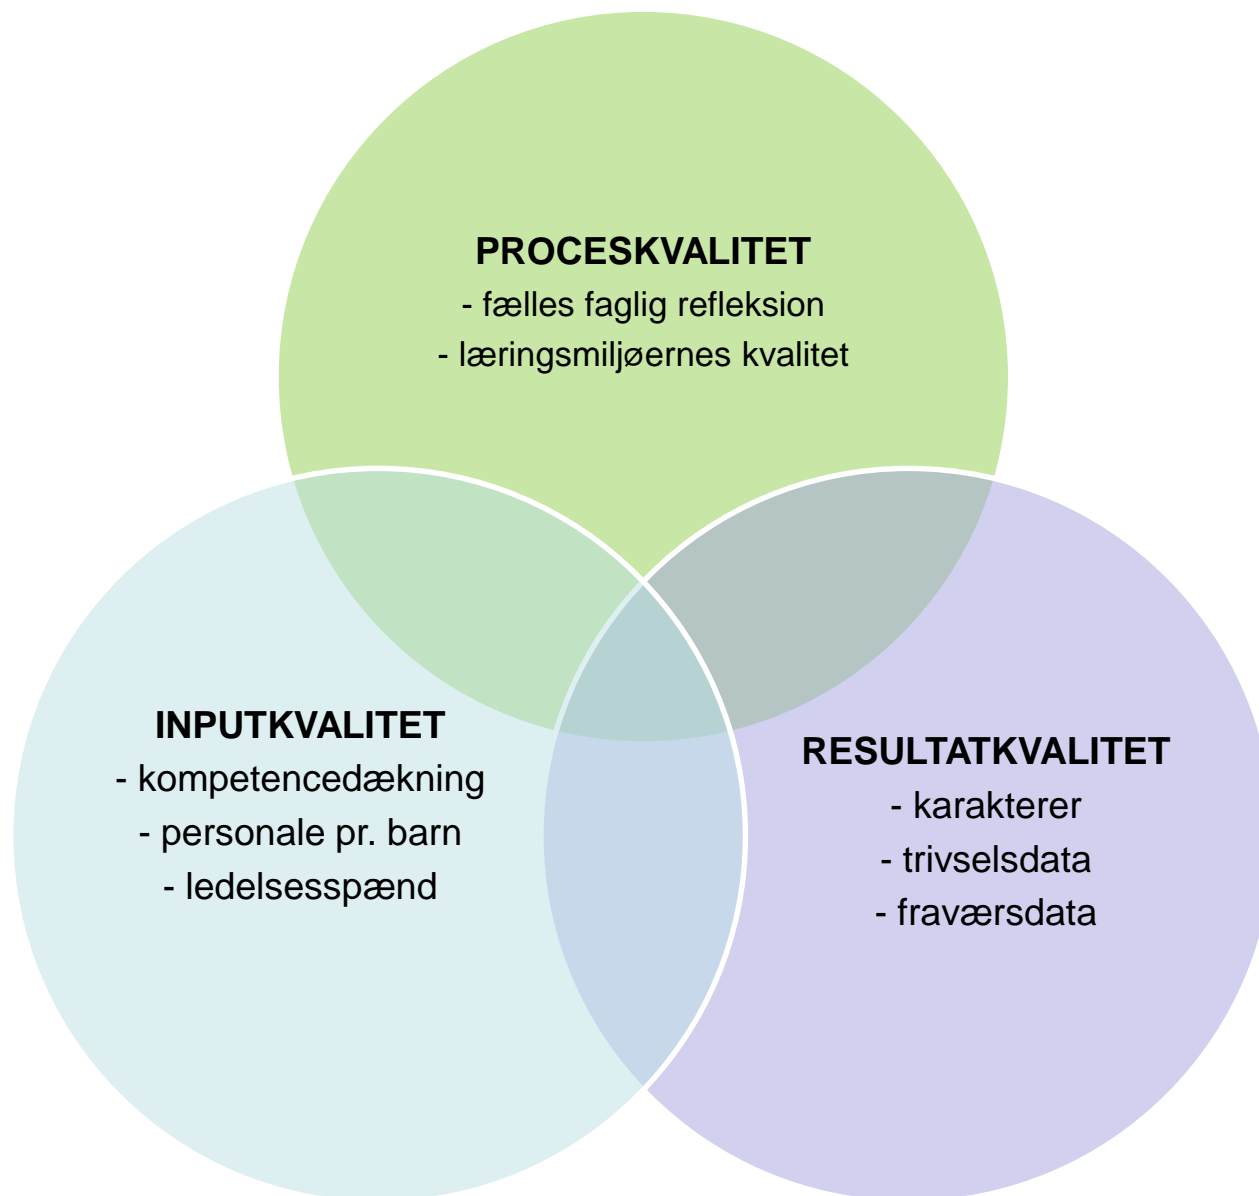 PROCESKVALITET
- fælles faglig refleksion
- læringsmiljøernes kvalitet
INPUTKVALITET
- kompetencedækning
- personale pr. barn
- ledelsesspænd
RESULTATKVALITET
- karakterer
- trivselsdata
- fraværsdata